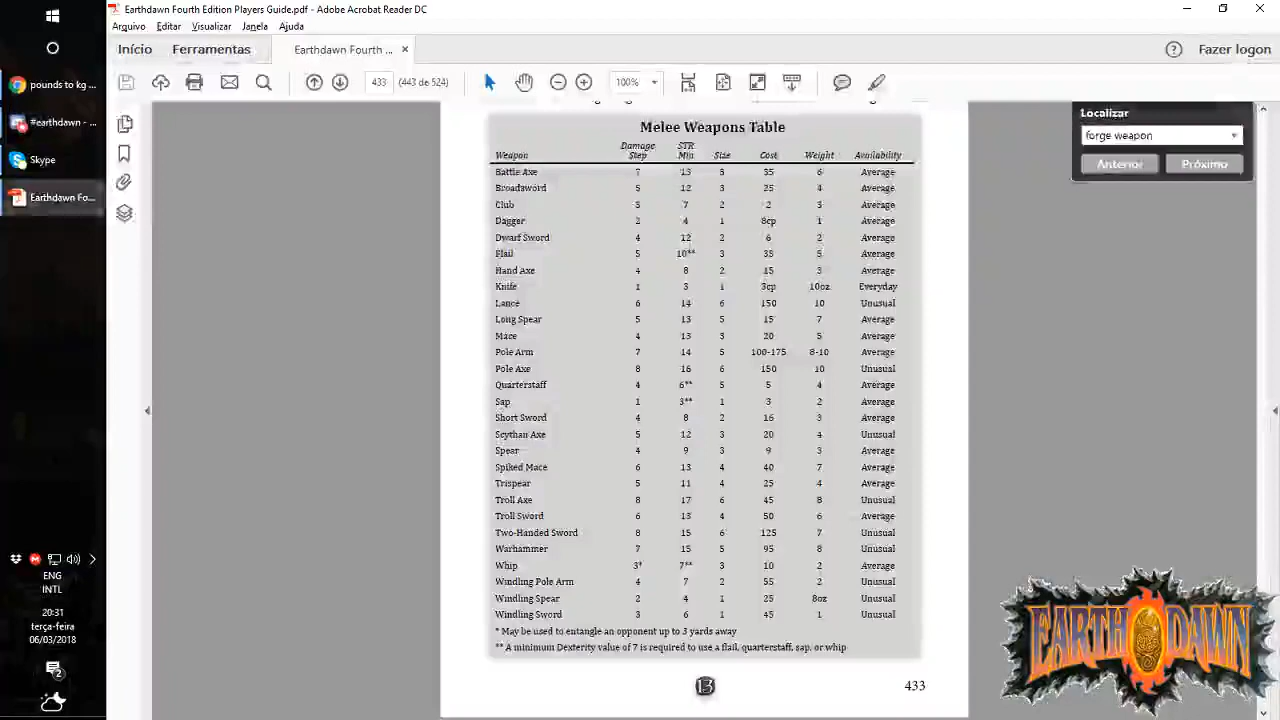 Earthdawn Fourth Edition Players Guide.pdf - Adobe Acrobat Reader DC
Arquivo Editar Visualizar Janela Ajuda
Início Ferramentas Earthdawn Fourth ... × Fazer logon
433 (443 de 524) 100%
pounds to kg ...
#earthdawn - ...
Skype
Earthdawn Fo...
Localizar
forge weapon
Anterior Próximo
Melee Weapons Table
Weapon Damage Step STR Min Size Cost Weight Availability
Battle Axe 7 13 3 35 6 Average
Broadsword 5 12 3 25 4 Average
Club 3 7 2 2 3 Average
Dagger 2 4 1 8cp 1 Average
Dwarf Sword 4 12 2 6 2 Average
Flail 5 10** 3 35 5 Average
Hand Axe 4 8 2 15 3 Average
Knife 1 3 1 3cp 10oz Everyday
Lance 6 14 6 150 10 Unusual
Long Spear 5 13 5 15 7 Average
Mace 4 13 3 20 5 Average
Pole Arm 7 14 5 100-175 8-10 Average
Pole Axe 8 16 6 150 10 Unusual
Quarterstaff 4 6** 5 5 4 Average
Sap 1 3** 1 3 2 Average
Short Sword 4 8 2 16 3 Average
Scythan Axe 5 12 3 20 4 Unusual
Spear 4 9 3 9 3 Average
Spiked Mace 6 13 4 40 7 Average
Trispear 5 11 4 25 4 Average
Troll Axe 8 17 6 45 8 Unusual
Troll Sword 6 13 4 50 6 Average
Two-Handed Sword 8 15 6 125 7 Unusual
Warhammer 7 15 5 95 8 Unusual
Whip 3* 7** 3 10 2 Average
Windling Pole Arm 4 7 2 55 2 Unusual
Windling Spear 2 4 1 25 8oz Unusual
Windling Sword 3 6 1 45 1 Unusual
* May be used to entangle an opponent up to 3 yards away
** A minimum Dexterity value of 7 is required to use a flail, quarterstaff, sap, or whip
13 433
ENG
INTL
20:31
terça-feira
06/03/2018
2
EARTHDAWN